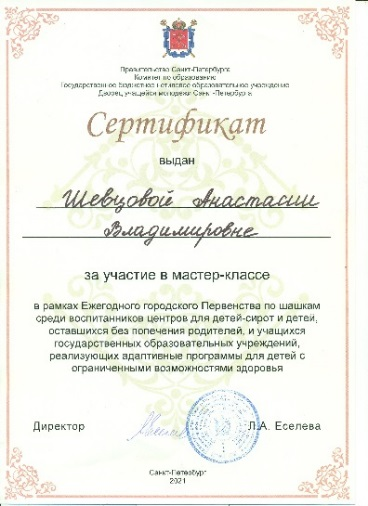 Правительство Санкт-Петербурга
Комитет по образованию
Государственное бюджетное нетиповое образовательное учреждение
Дворец учащейся молодежи Санкт-Петербурга
Сертификат
выдан
Шевцовой Анастасии
Владимировне
за участие в мастер-классе
в рамках Ежегодного городского Первенства по шашкам
среди воспитанников центров для детей-сирот и детей,
оставшихся без попечения родителей, и учащихся
государственных образовательных учреждений,
реализующих адаптивные программы для детей с
ограниченными возможностями здоровья
Директор Л.А. Еселева
Санкт-Петербург
2021